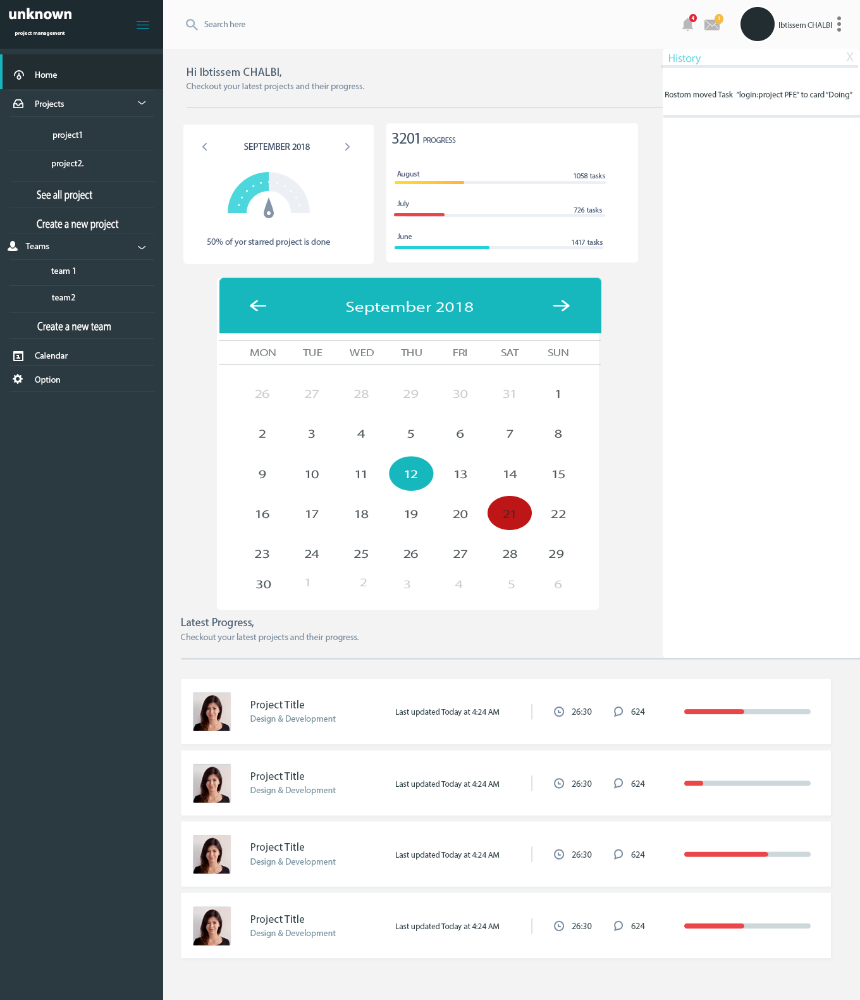 unknown
project management
Search here
4
1
Ibtissem CHALBI
Home
Projects
project1
project2.
See all project
Create a new project
Teams
team 1
team2
Create a new team
Calendar
Option
Hi Ibtissem CHALBI,
Checkout your latest projects and their progress.
History
X
Rostom moved Task "login:project PFE" to card "Doing"
SEPTEMBER 2018
50% of yor starred project is done
3201 PROGRESS
August
1058 tasks
July
726 tasks
June
1417 tasks
September 2018
MON TUE WED THU FRI SAT SUN
26 27 28 29 30 31 1
2 3 4 5 6 7 8
9 10 11 12 13 14 15
16 17 18 19 20 21 22
23 24 25 26 27 28 29
30 1 2 3 4 5 6
Latest Progress,
Checkout your latest projects and their progress.
Project Title
Design & Development
Last updated Today at 4:24 AM
26:30
624
Project Title
Design & Development
Last updated Today at 4:24 AM
26:30
624
Project Title
Design & Development
Last updated Today at 4:24 AM
26:30
624
Project Title
Design & Development
Last updated Today at 4:24 AM
26:30
624